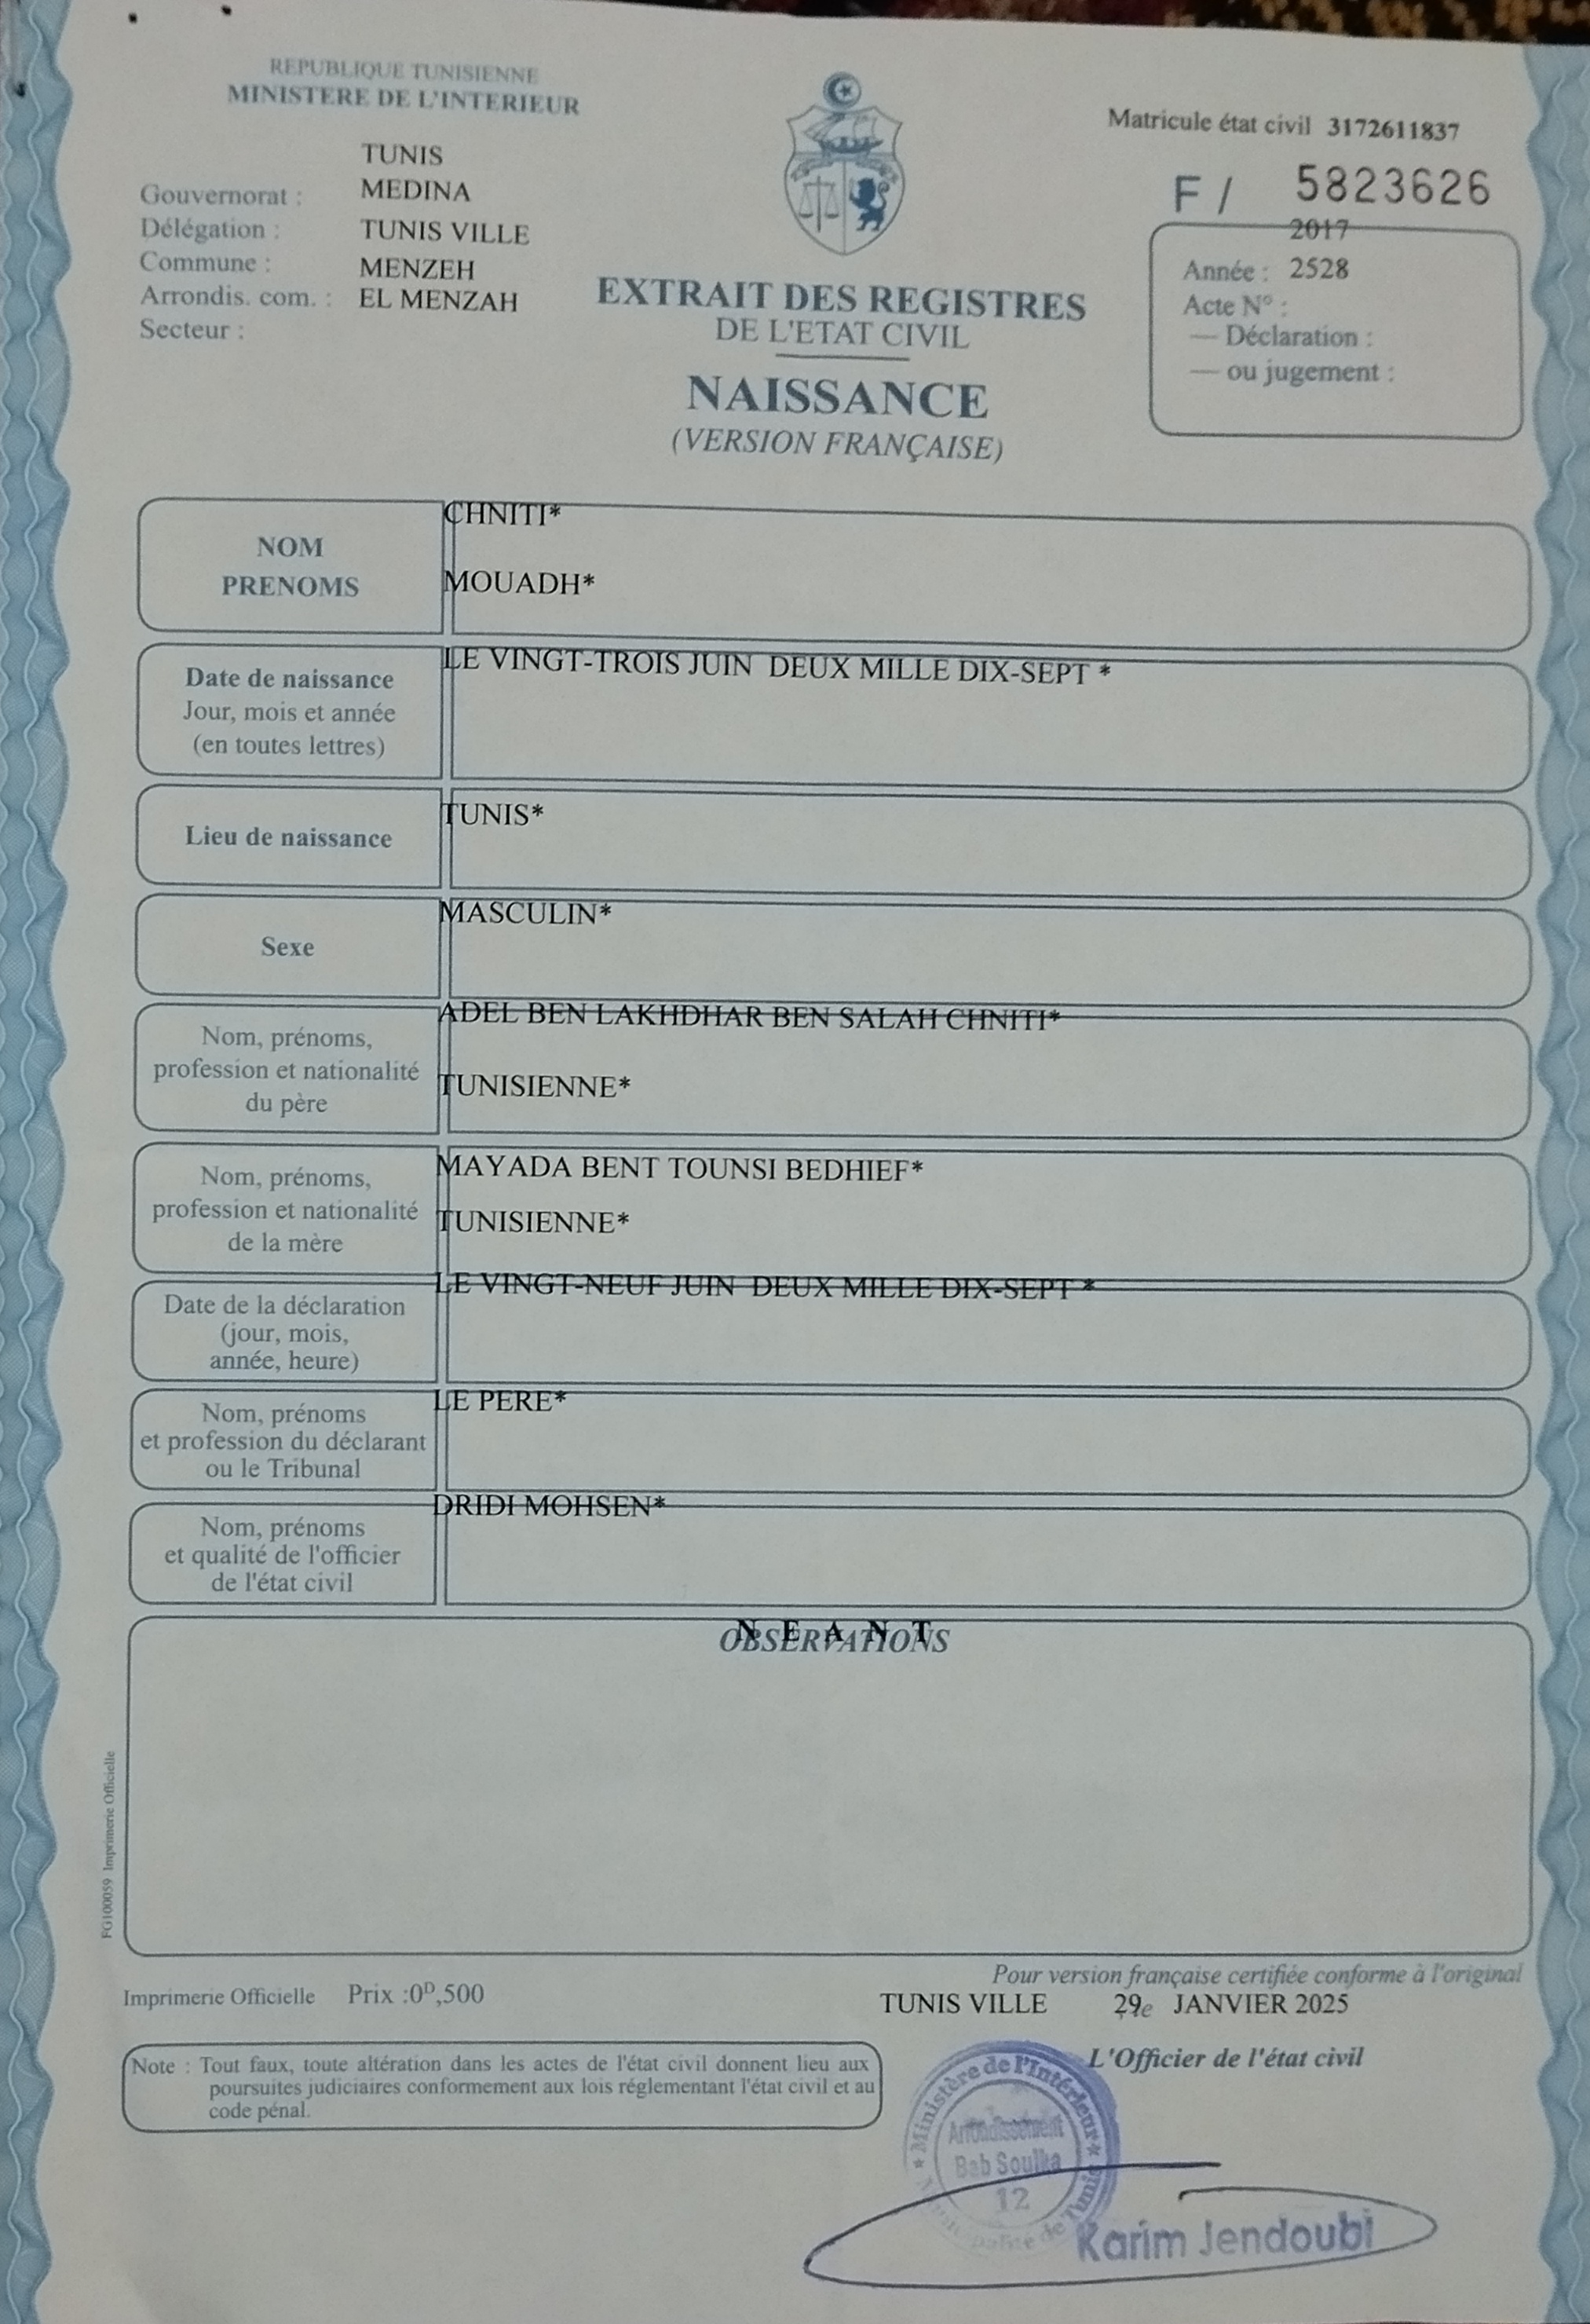 REPUBLIQUE TUNISIENNE
MINISTERE DE L'INTERIEUR
TUNIS
Gouvernorat : MEDINA
Délégation : TUNIS VILLE
Commune : MENZEH
Arrondis. com. : EL MENZAH
Secteur :
EXTRAIT DES REGISTRES
DE L'ETAT CIVIL
NAISSANCE
(VERSION FRANÇAISE)
Matricule état civil 3172611837
F / 5823626
2017
Année : 2528
Acte N° :
— Déclaration :
— ou jugement :
NOM
PRENOMS
CHNITI*
MOUADH*
Date de naissance
Jour, mois et année
(en toutes lettres)
LE VINGT-TROIS JUIN DEUX MILLE DIX-SEPT *
Lieu de naissance
TUNIS*
Sexe
MASCULIN*
Nom, prénoms,
profession et nationalité
du père
ADEL BEN LAKHDHAR BEN SALAH CHNITI*
TUNISIENNE*
Nom, prénoms,
profession et nationalité
de la mère
MAYADA BENT TOUNSI BEDHIEF*
TUNISIENNE*
Date de la déclaration
(jour, mois,
année, heure)
LE VINGT-NEUF JUIN DEUX MILLE DIX-SEPT *
Nom, prénoms
et profession du déclarant
ou le Tribunal
LE PERE*
Nom, prénoms
et qualité de l'officier
de l'état civil
DRIDI MOHSEN*
N E A N T
OBSERVATIONS
FG100059 Imprimerie Officielle
Imprimerie Officielle Prix :0ᴰ,500
Pour version française certifiée conforme à l'original
TUNIS VILLE 29 JANVIER 2025
L'Officier de l'état civil
Note : Tout faux, toute altération dans les actes de l'état civil donnent lieu aux
poursuites judiciaires conformement aux lois réglementant l'état civil et au
code pénal.
* Ministère de l'Intérieur *
Arrondissement
Bab Souika
12
de Tunis
Karim Jendoubi